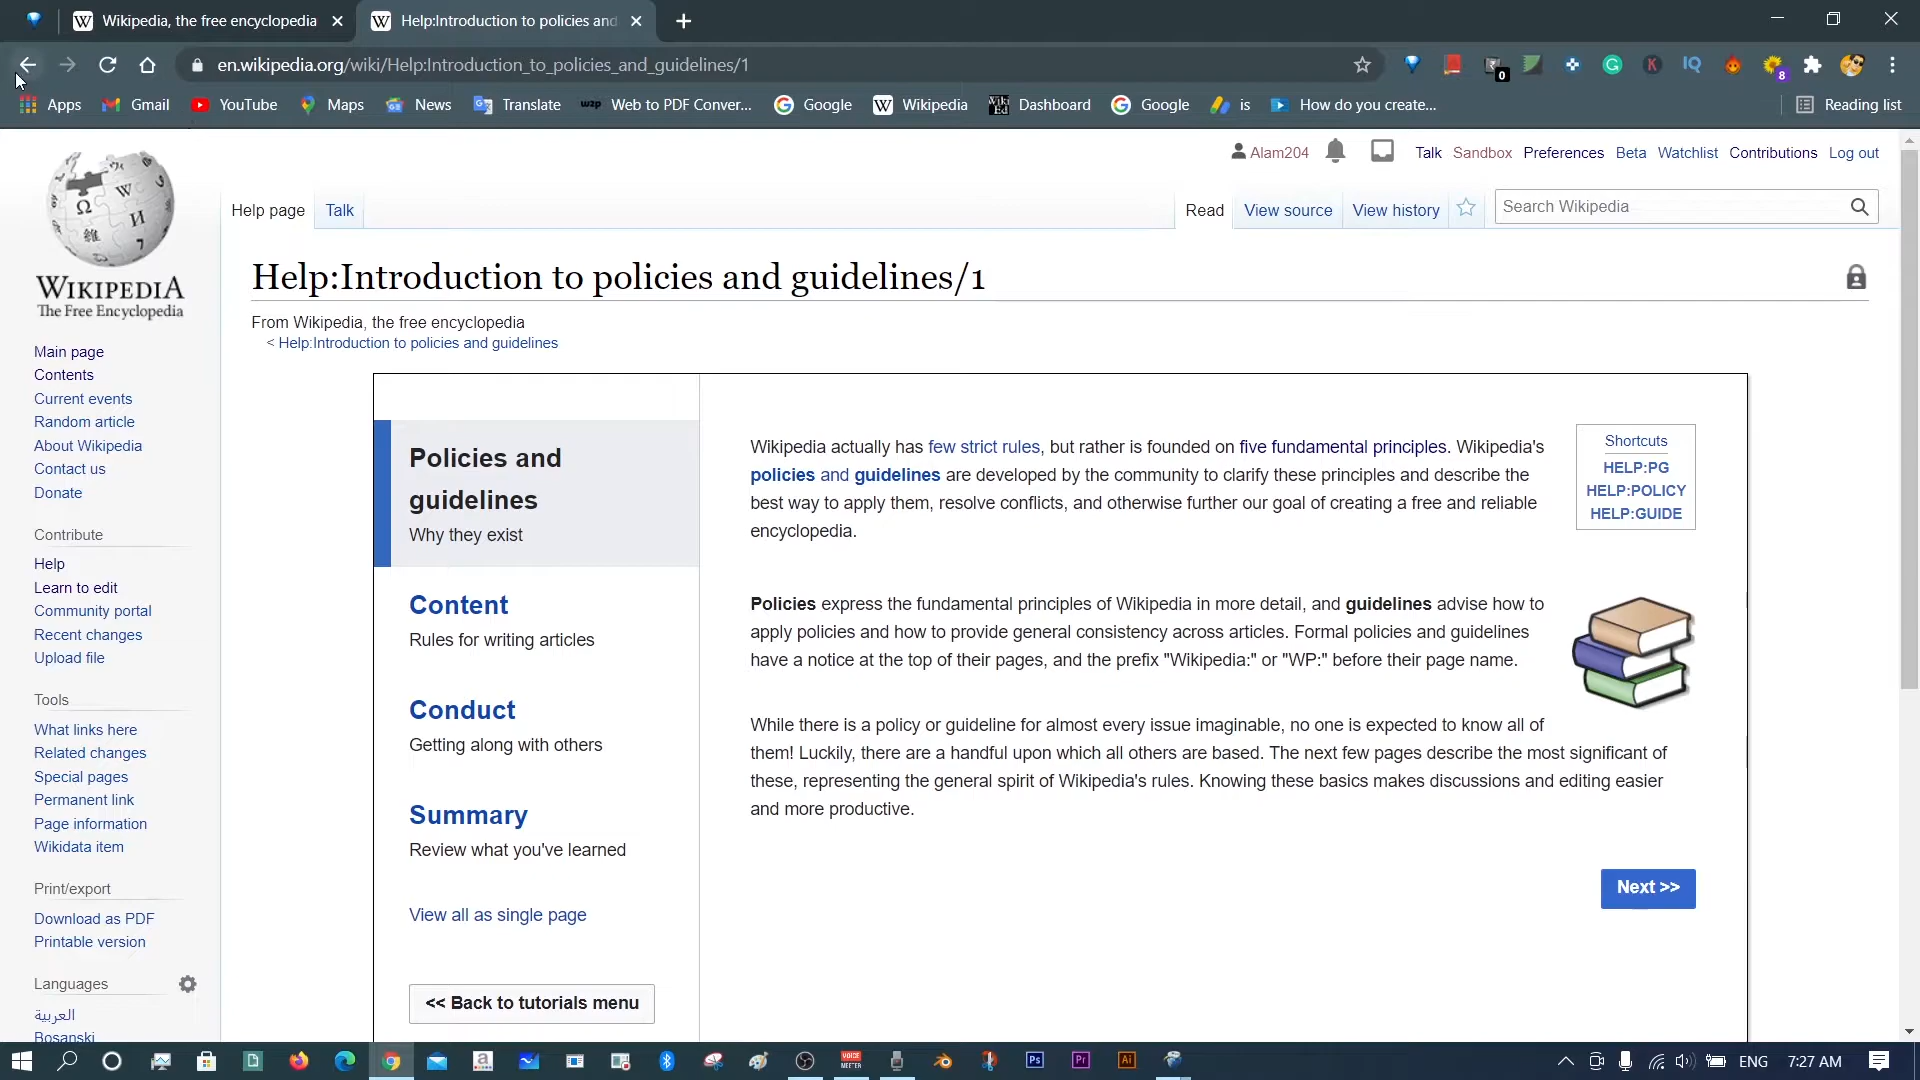 Wikipedia, the free encyclopedia
Help:Introduction to policies and
en.wikipedia.org/wiki/Help:Introduction_to_policies_and_guidelines/1
0
K
IQ
8
Apps
Gmail
YouTube
Maps
News
Translate
Web to PDF Conver...
Google
Wikipedia
Dashboard
Google
is
How do you create...
Reading list
Alam204
Talk
Sandbox
Preferences
Beta
Watchlist
Contributions
Log out
WIKIPEDIA
The Free Encyclopedia
Help page
Talk
Read
View source
View history
Search Wikipedia
Help:Introduction to policies and guidelines/1
From Wikipedia, the free encyclopedia
< Help:Introduction to policies and guidelines
Main page
Contents
Current events
Random article
About Wikipedia
Contact us
Donate
Contribute
Help
Learn to edit
Community portal
Recent changes
Upload file
Tools
What links here
Related changes
Special pages
Permanent link
Page information
Wikidata item
Print/export
Download as PDF
Printable version
Languages
العربية
Bosanski
Policies and
guidelines
Why they exist
Content
Rules for writing articles
Conduct
Getting along with others
Summary
Review what you've learned
View all as single page
<< Back to tutorials menu
Wikipedia actually has few strict rules, but rather is founded on five fundamental principles. Wikipedia's
policies and guidelines are developed by the community to clarify these principles and describe the
best way to apply them, resolve conflicts, and otherwise further our goal of creating a free and reliable
encyclopedia.
Shortcuts
HELP:PG
HELP:POLICY
HELP:GUIDE
Policies express the fundamental principles of Wikipedia in more detail, and guidelines advise how to
apply policies and how to provide general consistency across articles. Formal policies and guidelines
have a notice at the top of their pages, and the prefix "Wikipedia:" or "WP:" before their page name.
While there is a policy or guideline for almost every issue imaginable, no one is expected to know all of
them! Luckily, there are a handful upon which all others are based. The next few pages describe the most significant of
these, representing the general spirit of Wikipedia's rules. Knowing these basics makes discussions and editing easier
and more productive.
Next >>
Ps
Pr
Ai
ENG
7:27 AM